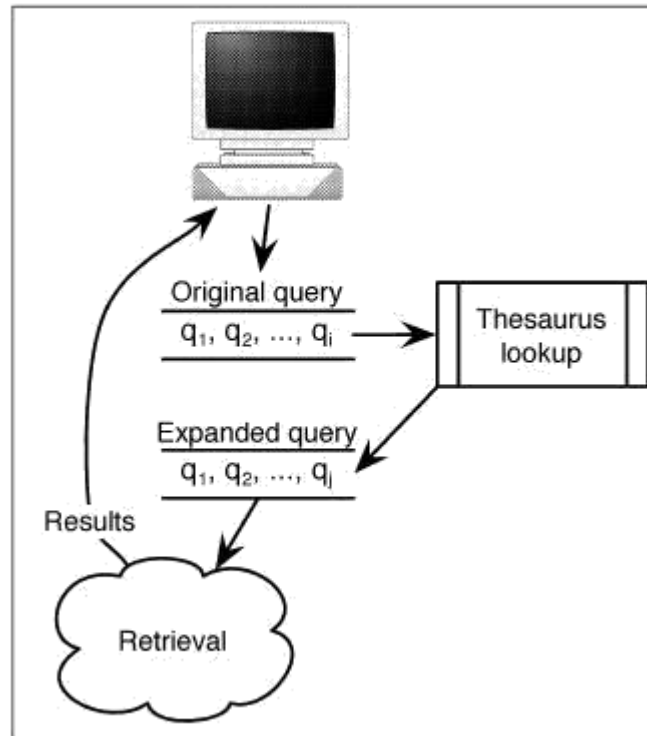 Original query
q₁, q₂, ..., qᵢ
Thesaurus
lookup
Expanded query
q₁, q₂, ..., qⱼ
Results
Retrieval